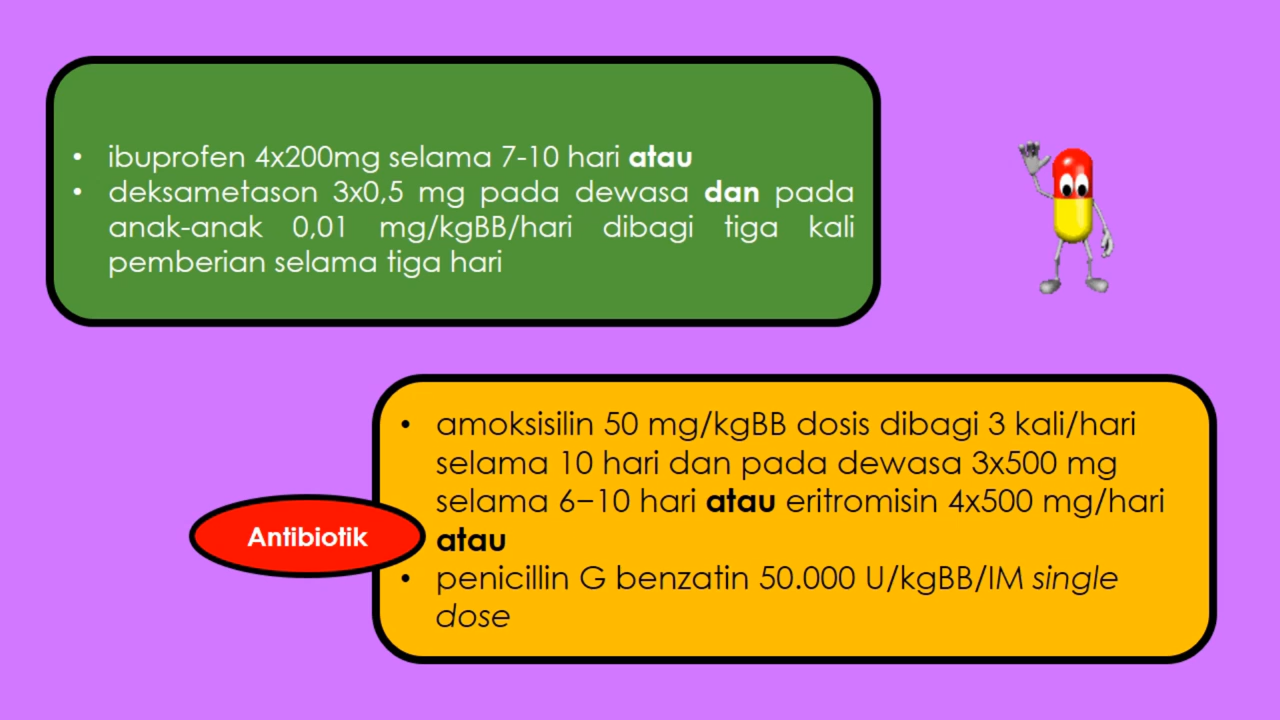 • ibuprofen 4x200mg selama 7-10 hari atau
• deksametason 3x0,5 mg pada dewasa dan pada
anak-anak 0,01 mg/kgBB/hari dibagi tiga kali
pemberian selama tiga hari
• amoksisilin 50 mg/kgBB dosis dibagi 3 kali/hari
selama 10 hari dan pada dewasa 3x500 mg
selama 6–10 hari atau eritromisin 4x500 mg/hari
atau
• penicillin G benzatin 50.000 U/kgBB/IM single
dose
Antibiotik